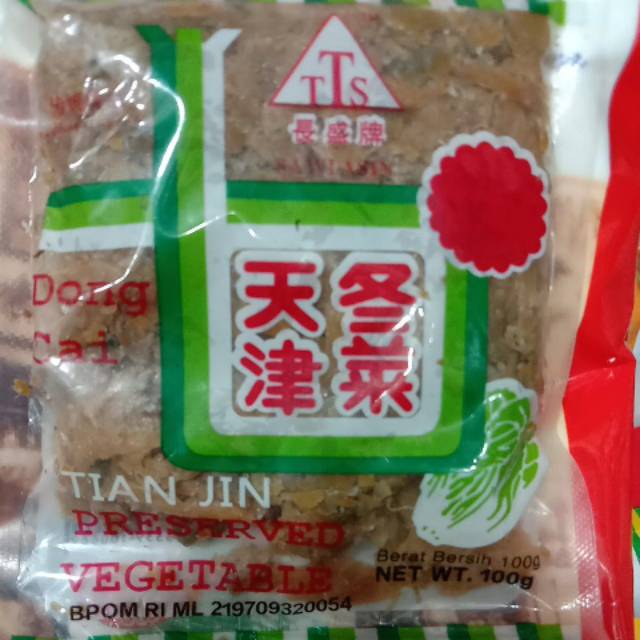 TTS
長盛牌
Dong
Cai
天津
冬菜
TIAN JIN
PRESERVED
VEGETABLE
Berat Bersih 100g
NET WT. 100g
BPOM RI ML 219709320054